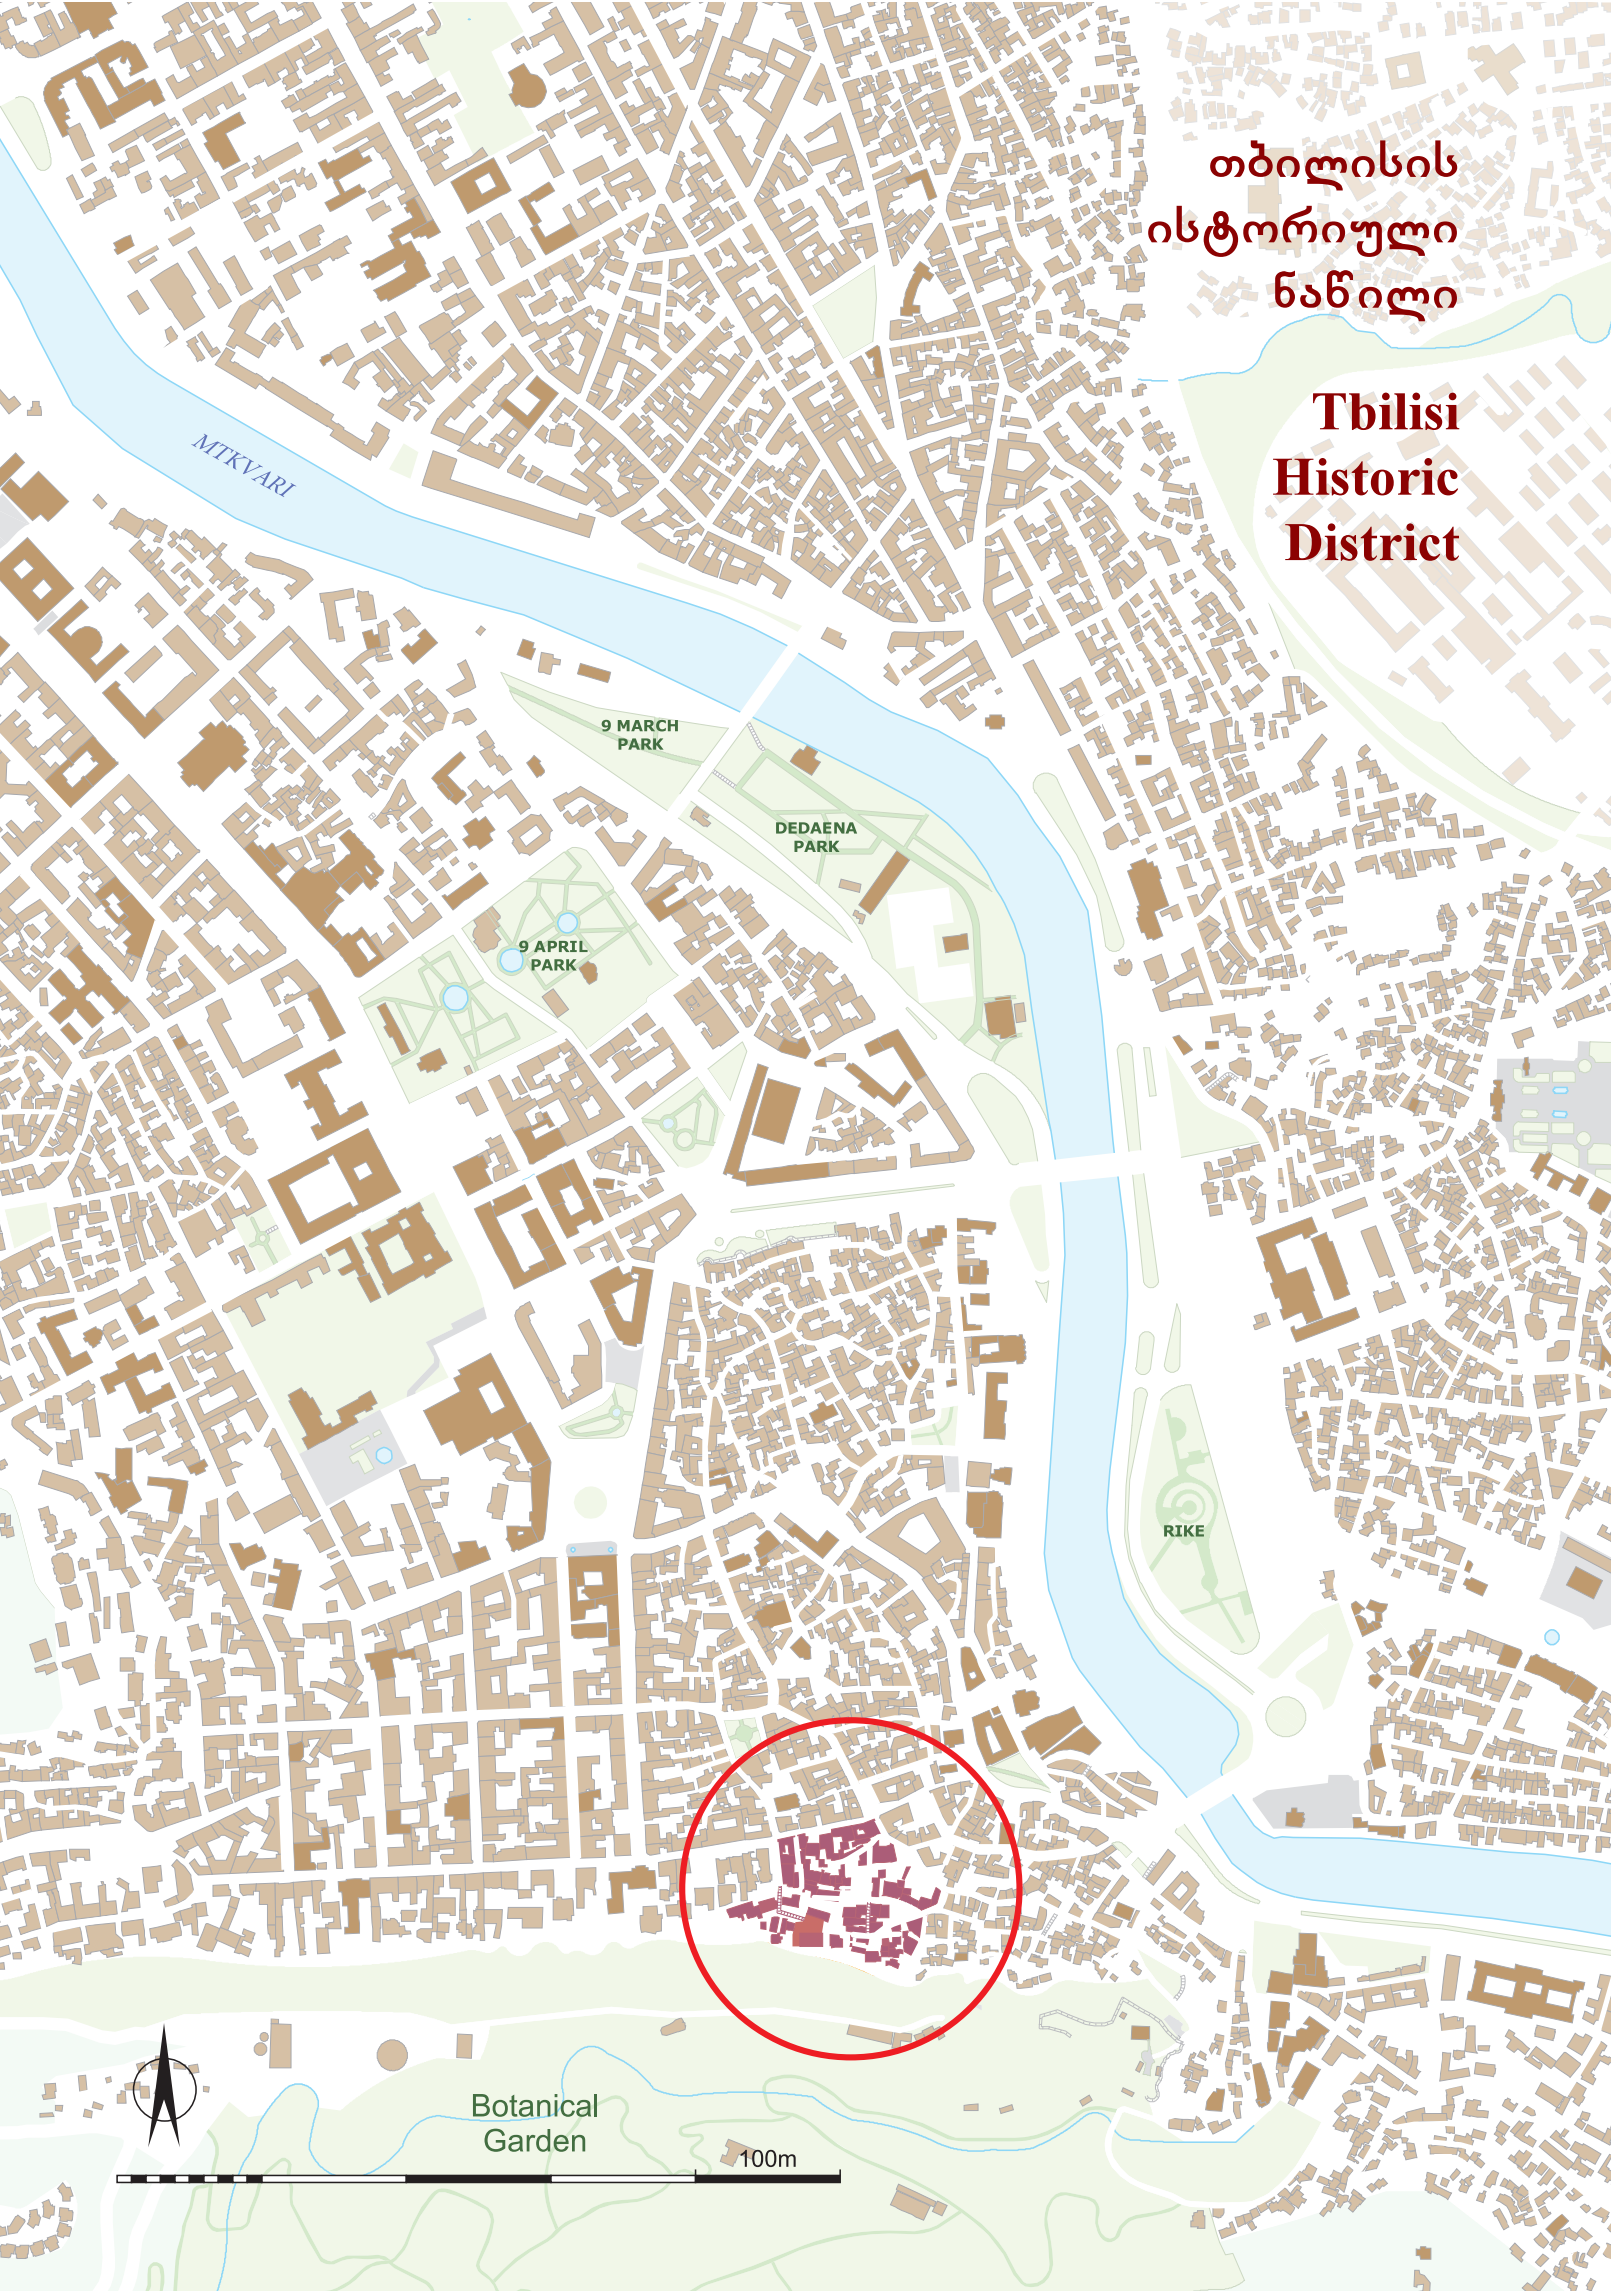 თბილისის
ისტორიული
ნაწილი
Tbilisi
Historic
District
MTKVARI
9 MARCH
PARK
DEDAENA
PARK
9 APRIL
PARK
RIKE
Botanical
Garden
100m